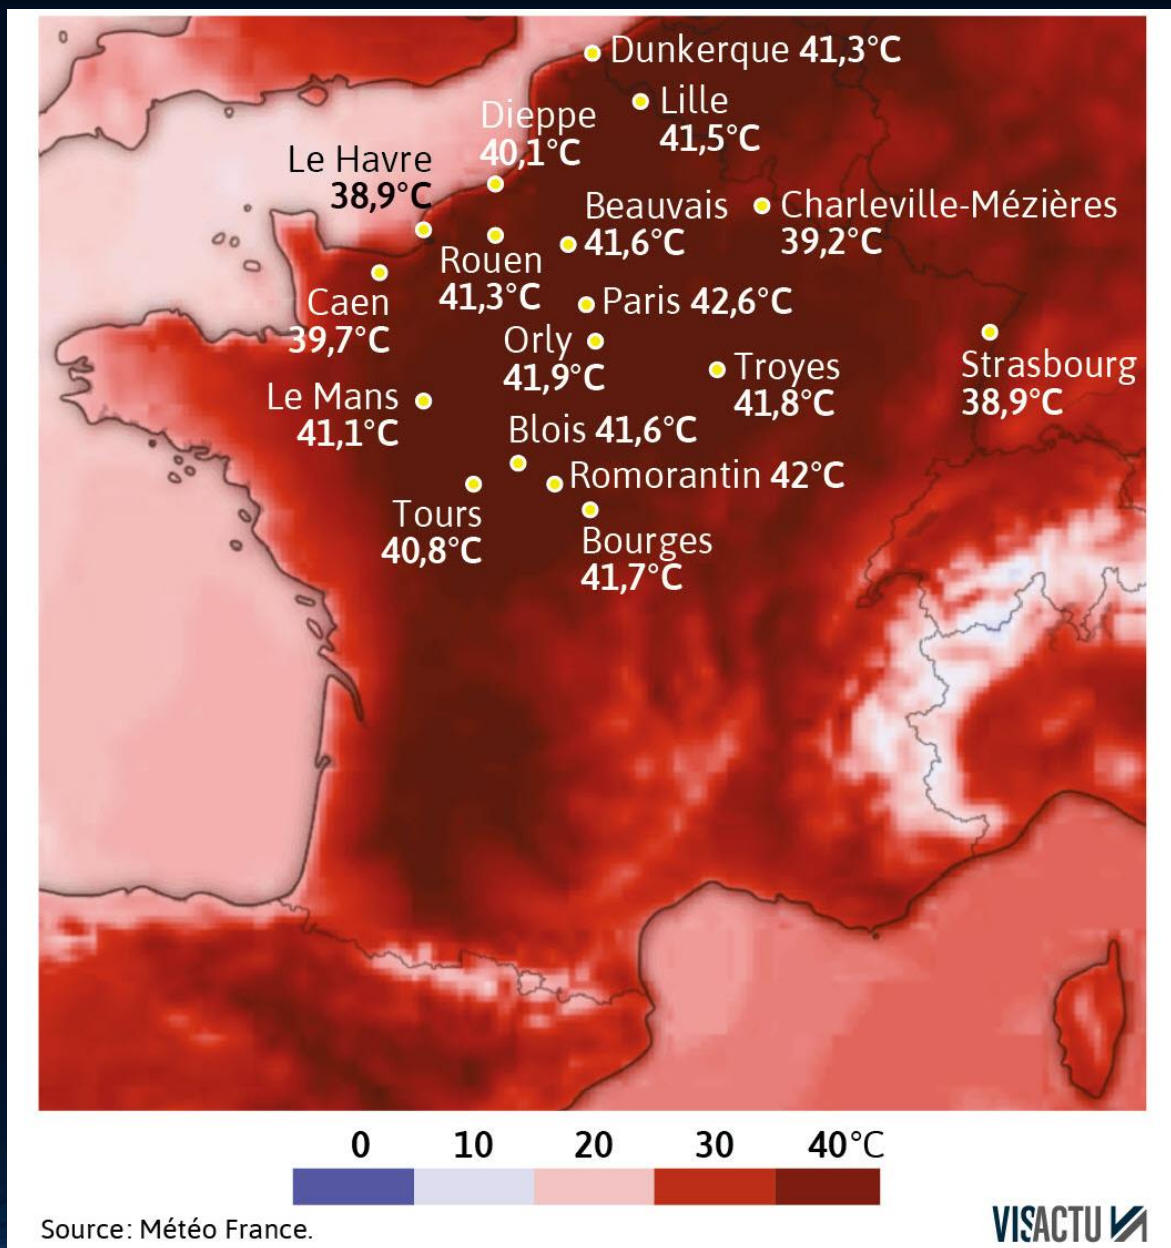 Dunkerque 41,3°C
Lille
41,5°C
Dieppe
40,1°C
Le Havre
38,9°C
Beauvais
41,6°C
Charleville-Mézières
39,2°C
Rouen
41,3°C
Caen
39,7°C
Paris 42,6°C
Orly
41,9°C
Troyes
41,8°C
Strasbourg
38,9°C
Le Mans
41,1°C
Blois 41,6°C
Romorantin 42°C
Tours
40,8°C
Bourges
41,7°C
0 10 20 30 40°C
Source: Météo France.
VISACTU